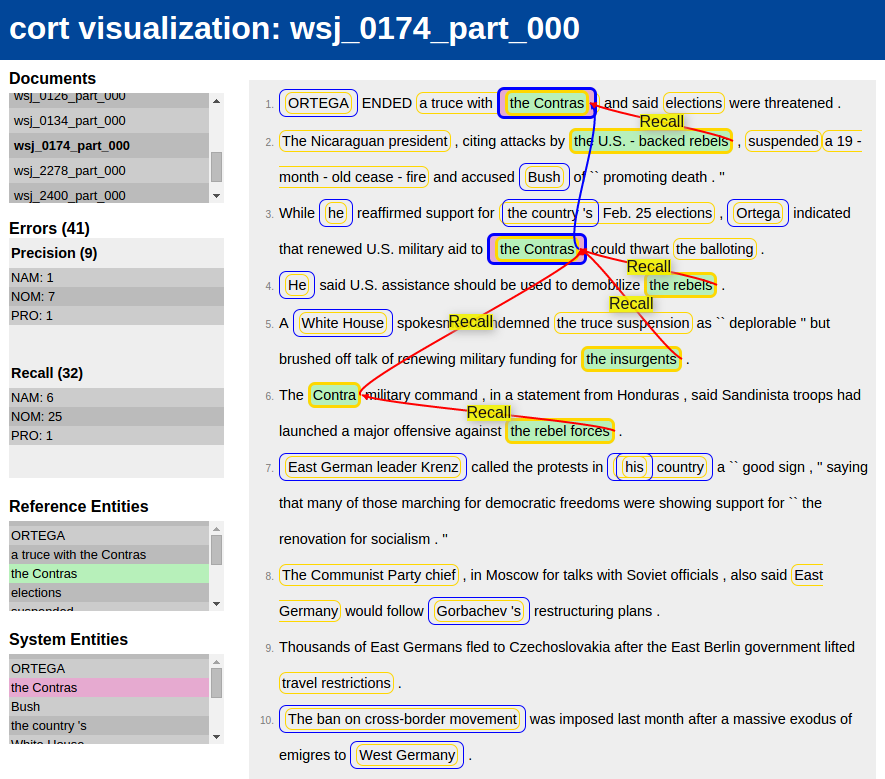 cort visualization: wsj_0174_part_000
Documents
wsj_0126_part_000
wsj_0134_part_000
wsj_0174_part_000
wsj_2278_part_000
wsj_2400_part_000
Errors (41)
Precision (9)
NAM: 1
NOM: 7
PRO: 1
Recall (32)
NAM: 6
NOM: 25
PRO: 1
Reference Entities
ORTEGA
a truce with the Contras
the Contras
elections
suspended
System Entities
ORTEGA
the Contras
Bush
the country 's
White House
1. ORTEGA ENDED a truce with the Contras and said elections were threatened .
Recall
2. The Nicaraguan president , citing attacks by the U.S. - backed rebels , suspended a 19 -
month - old cease - fire and accused Bush of `` promoting death . ''
3. While he reaffirmed support for the country 's Feb. 25 elections , Ortega indicated
that renewed U.S. military aid to the Contras could thwart the balloting .
Recall
4. He said U.S. assistance should be used to demobilize the rebels .
Recall
5. A White House spokesm Recall ndemned the truce suspension as `` deplorable '' but
brushed off talk of renewing military funding for the insurgents .
6. The Contra military command , in a statement from Honduras , said Sandinista troops had
Recall
launched a major offensive against the rebel forces .
7. East German leader Krenz called the protests in his country a `` good sign , '' saying
that many of those marching for democratic freedoms were showing support for `` the
renovation for socialism . ''
8. The Communist Party chief , in Moscow for talks with Soviet officials , also said East
Germany would follow Gorbachev 's restructuring plans .
9. Thousands of East Germans fled to Czechoslovakia after the East Berlin government lifted
travel restrictions .
10. The ban on cross-border movement was imposed last month after a massive exodus of
emigres to West Germany .